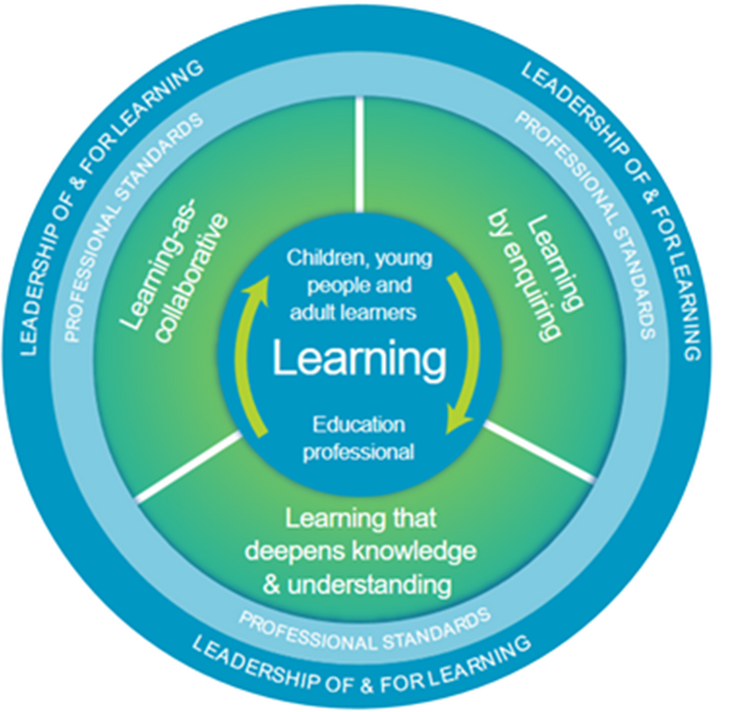 LEADERSHIP OF & FOR LEARNING
LEADERSHIP OF & FOR LEARNING
PROFESSIONAL STANDARDS
PROFESSIONAL STANDARDS
Learning-as-
collaborative
Learning
by enquiring
Children, young
people and
adult learners
Learning
Education
professional
Learning that
deepens knowledge
& understanding
PROFESSIONAL STANDARDS
LEADERSHIP OF & FOR LEARNING